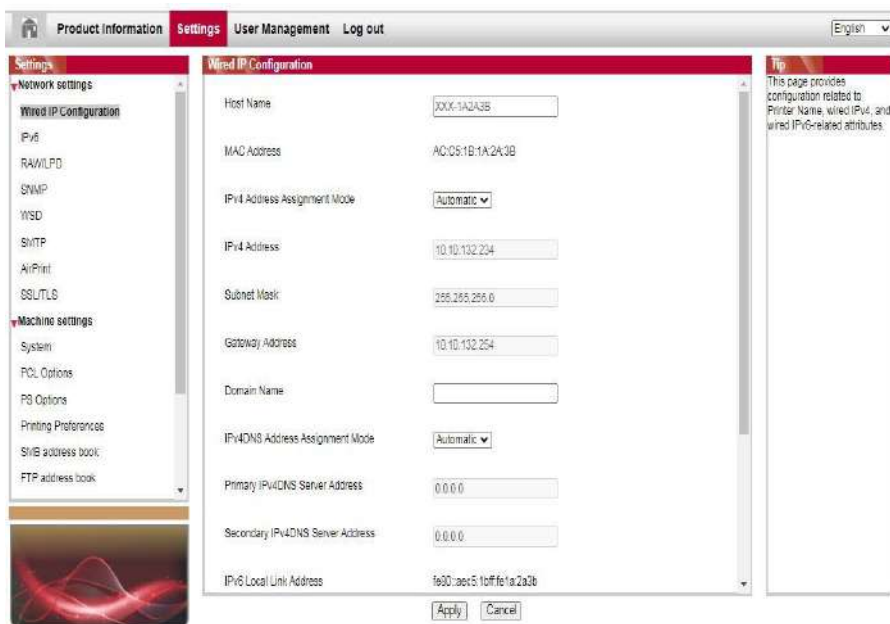 Product Information Settings User Management Log out English
Settings
Network settings
Wired IP Configuration
IPv6
RAW/LPD
SNMP
WSD
SMTP
AirPrint
SSL/TLS
Machine settings
System
PCL Options
PS Options
Printing Preferences
SMB address book
FTP address book
Wired IP Configuration
Host Name XXX-1A2A3B
MAC Address AC:C5:1B:1A:2A:3B
IPv4 Address Assignment Mode Automatic
IPv4 Address 10.10.132.234
Subnet Mask 255.255.255.0
Gateway Address 10.10.132.254
Domain Name
IPv4DNS Address Assignment Mode Automatic
Primary IPv4DNS Server Address 0.0.0.0
Secondary IPv4DNS Server Address 0.0.0.0
IPv6 Local Link Address fe80::aec5:1bff:fe1a:2a3b
Apply Cancel
Tip
This page provides
configuration related to
Printer Name, wired IPv4, and
wired IPv6-related attributes.